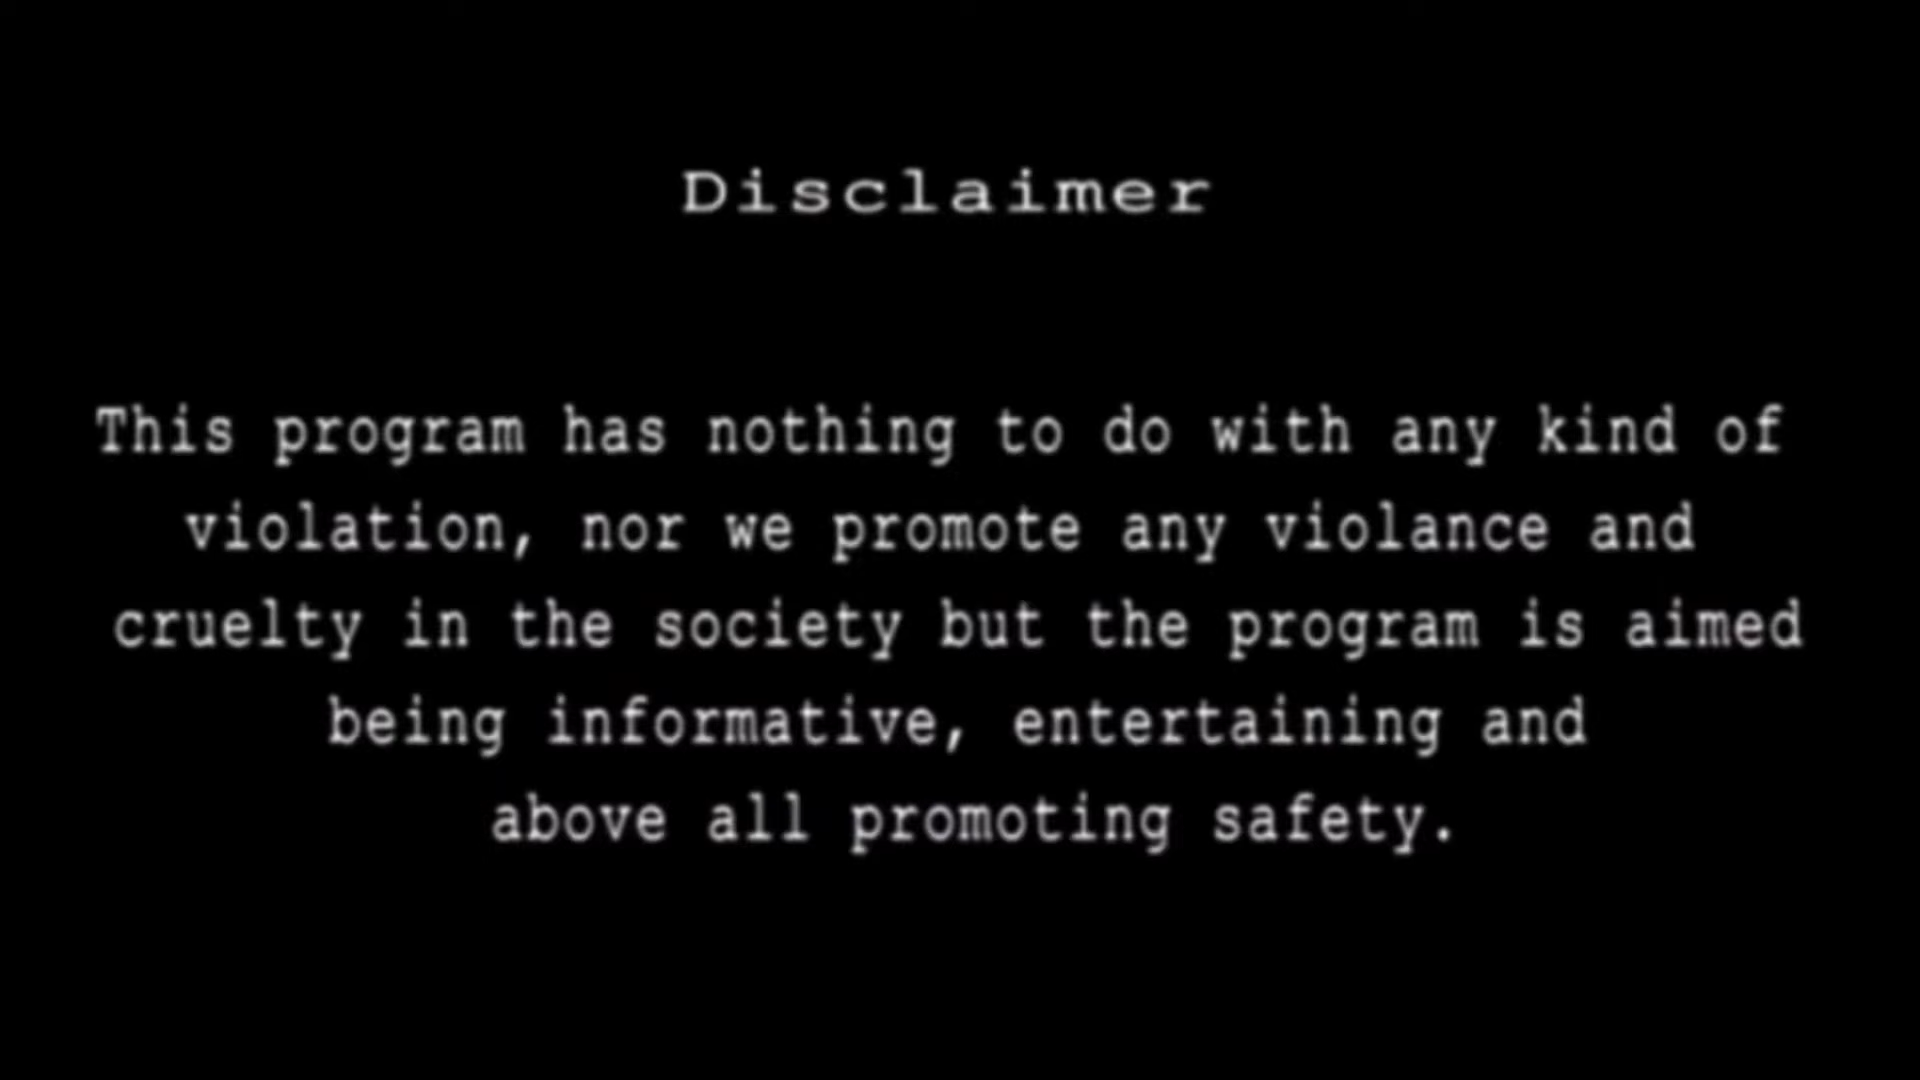 Disclaimer
This program has nothing to do with any kind of
violation, nor we promote any violance and
cruelty in the society but the program is aimed
being informative, entertaining and
above all promoting safety.